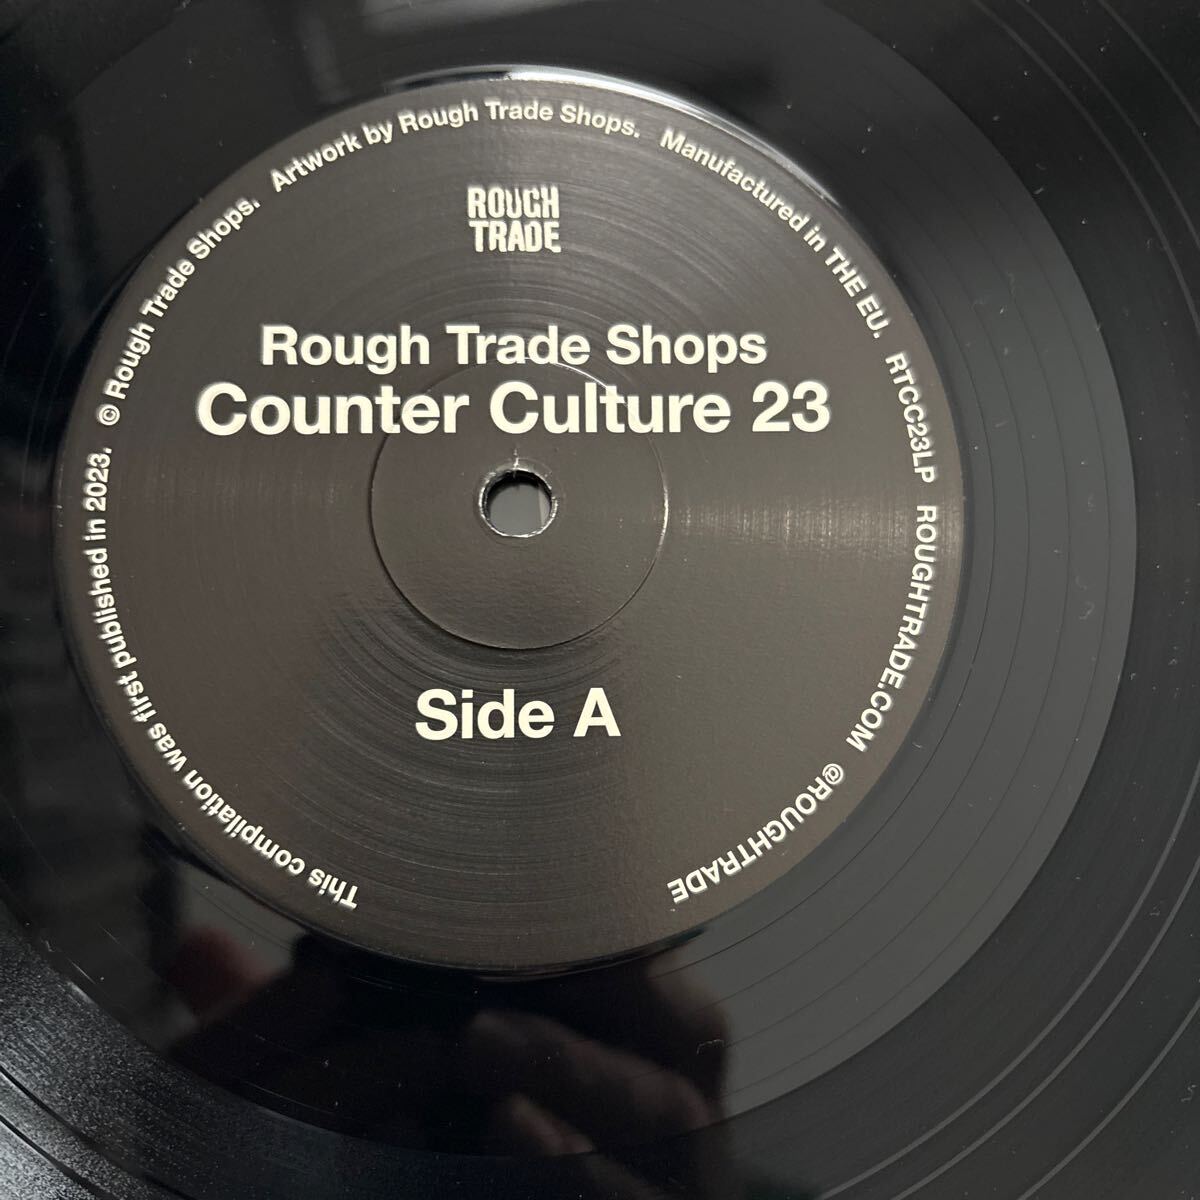 ROUGH
TRADE
Rough Trade Shops
Counter Culture 23
Side A
This compilation was first published in 2023. © Rough Trade Shops. Artwork by Rough Trade Shops. Manufactured in THE EU. RTCC23LP ROUGHTRADE.COM @ROUGHTRADE